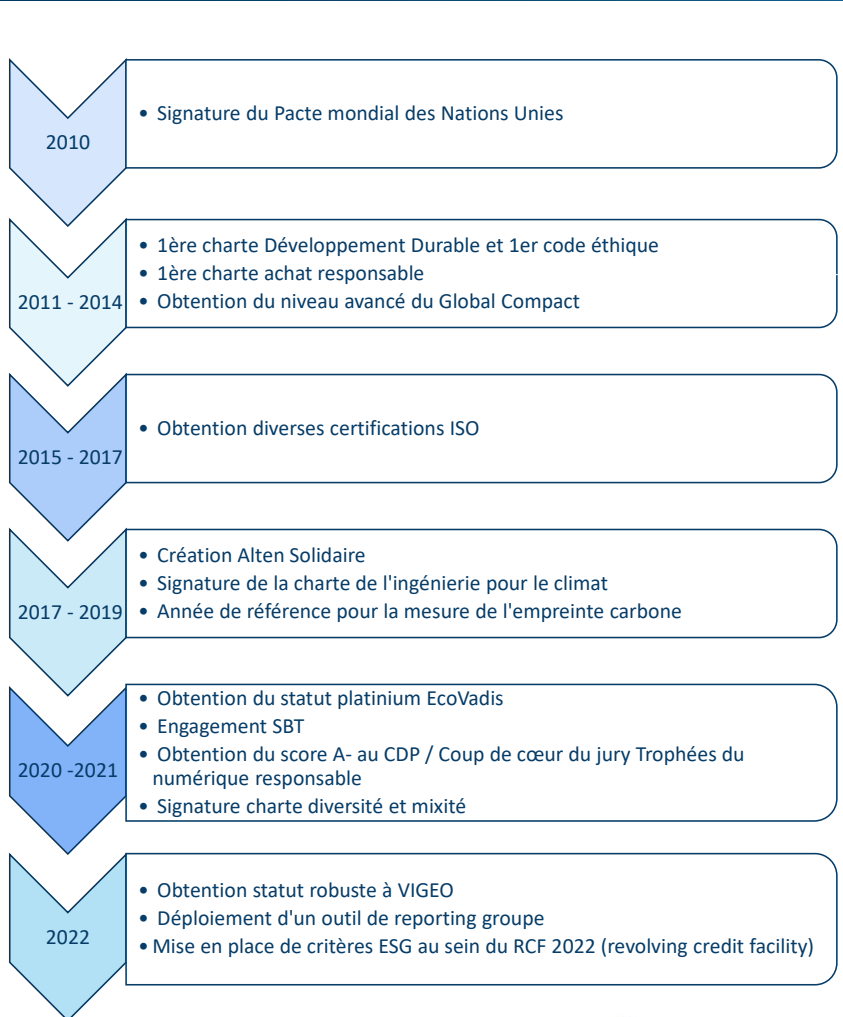 2010
• Signature du Pacte mondial des Nations Unies
2011 - 2014
• 1ère charte Développement Durable et 1er code éthique
• 1ère charte achat responsable
• Obtention du niveau avancé du Global Compact
2015 - 2017
• Obtention diverses certifications ISO
2017 - 2019
• Création Alten Solidaire
• Signature de la charte de l'ingénierie pour le climat
• Année de référence pour la mesure de l'empreinte carbone
2020 -2021
• Obtention du statut platinium EcoVadis
• Engagement SBT
• Obtention du score A- au CDP / Coup de cœur du jury Trophées du
numérique responsable
• Signature charte diversité et mixité
2022
• Obtention statut robuste à VIGEO
• Déploiement d'un outil de reporting groupe
• Mise en place de critères ESG au sein du RCF 2022 (revolving credit facility)